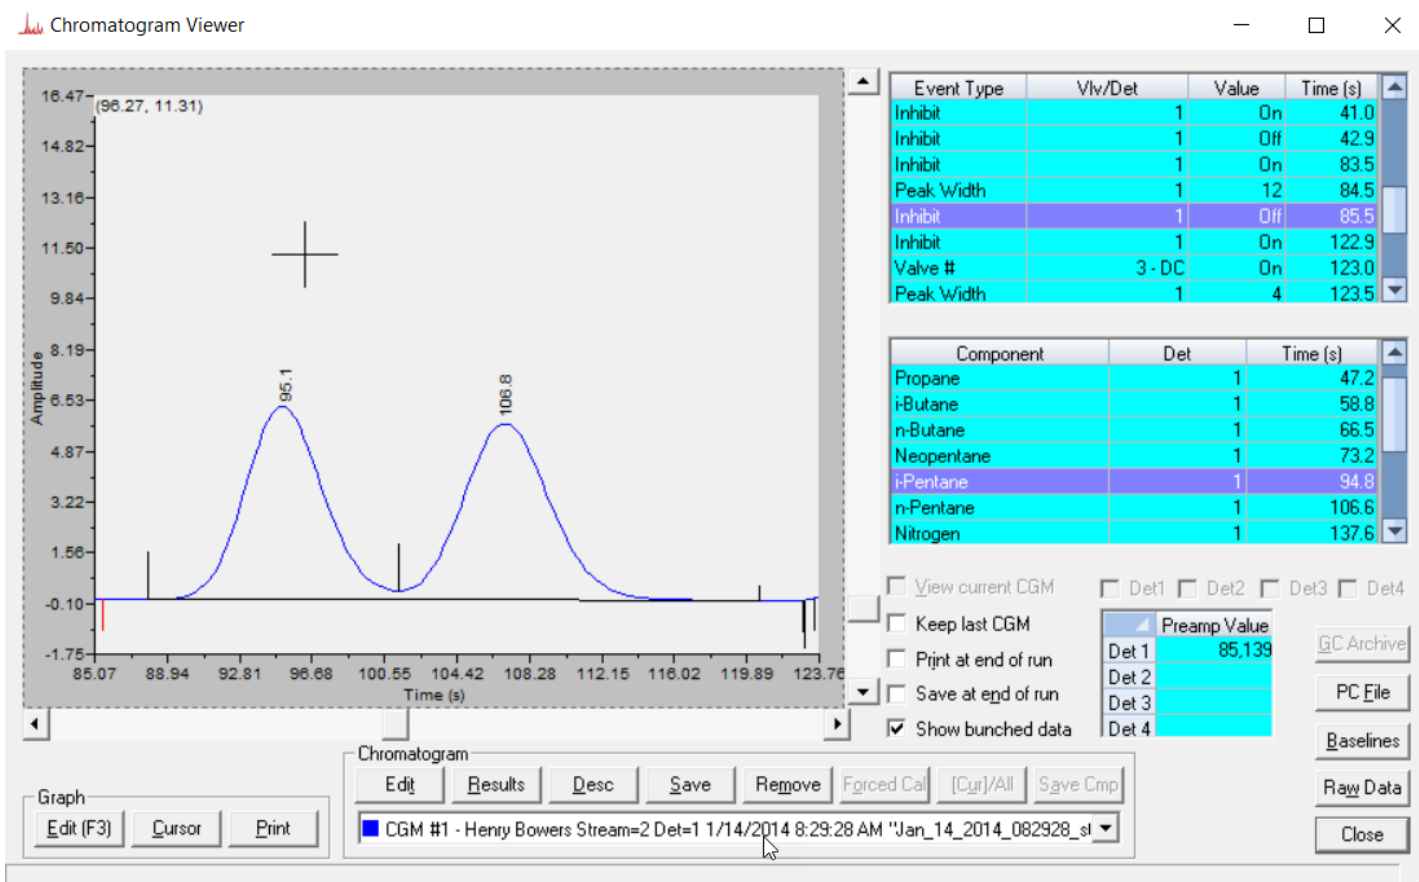 Chromatogram Viewer
(96.27, 11.31)
16.47
14.82
13.16
11.50
9.84
8.19
6.53
4.87
3.22
1.56
-0.10
-1.75
Amplitude
95.1
106.8
85.07 88.94 92.81 96.68 100.55 104.42 108.28 112.15 116.02 119.89 123.76
Time (s)
Event Type Vlv/Det Value Time (s)
Inhibit 1 On 41.0
Inhibit 1 Off 42.9
Inhibit 1 On 83.5
Peak Width 1 12 84.5
Inhibit 1 Off 85.5
Inhibit 1 On 122.9
Valve # 3 - DC On 123.0
Peak Width 1 4 123.5
Component Det Time (s)
Propane 1 47.2
i-Butane 1 58.8
n-Butane 1 66.5
Neopentane 1 73.2
i-Pentane 1 94.8
n-Pentane 1 106.6
Nitrogen 1 137.6
View current CGM Det1 Det2 Det3 Det4
Keep last CGM
Print at end of run
Save at end of run
Show bunched data
Preamp Value
Det 1 85,139
Det 2
Det 3
Det 4
GC Archive
PC File
Baselines
Raw Data
Close
Chromatogram
Edit Results Desc Save Remove Forced Cal [Cur]/All Save Cmp
CGM #1 - Henry Bowers Stream=2 Det=1 1/14/2014 8:29:28 AM "Jan_14_2014_082928_sl
Graph
Edit (F3) Cursor Print